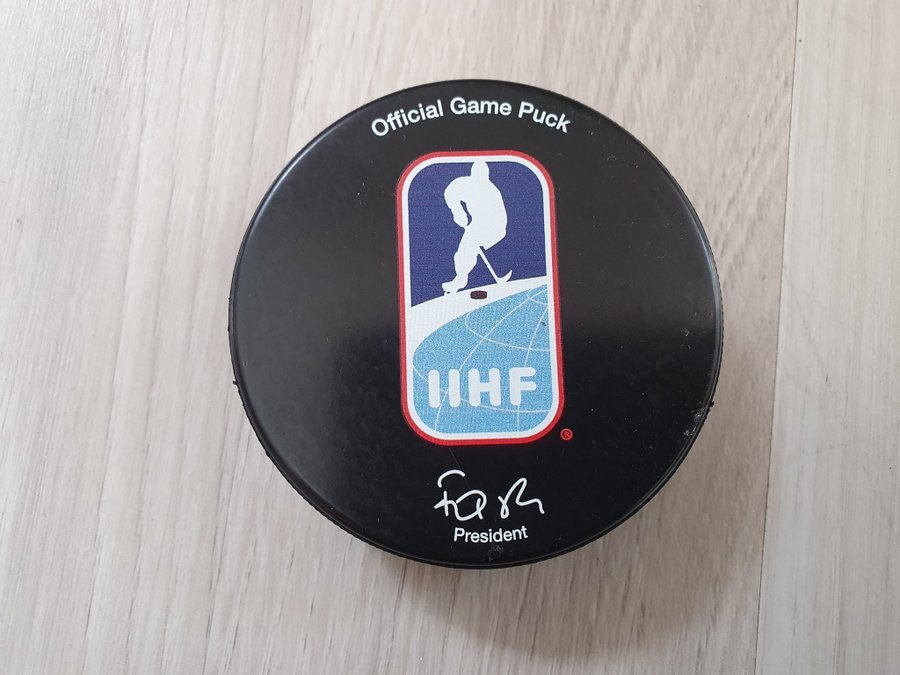 Official Game Puck
IIHF
®
President